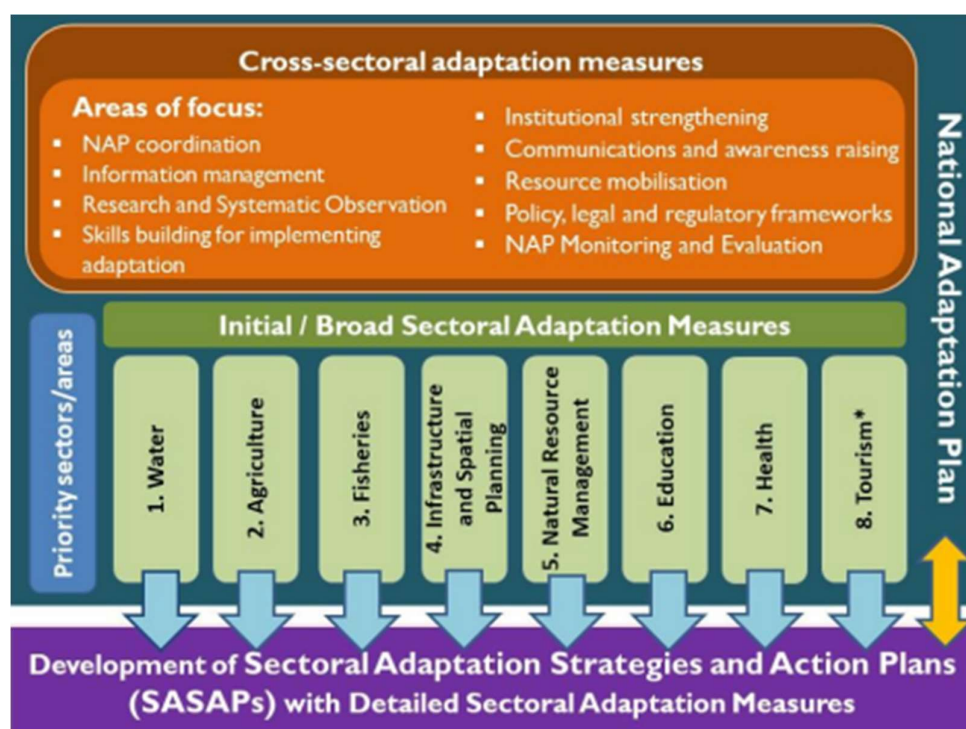 Cross-sectoral adaptation measures
Areas of focus:
▪ NAP coordination
▪ Information management
▪ Research and Systematic Observation
▪ Skills building for implementing
adaptation
▪ Institutional strengthening
▪ Communications and awareness raising
▪ Resource mobilisation
▪ Policy, legal and regulatory frameworks
▪ NAP Monitoring and Evaluation
National Adaptation Plan
Initial / Broad Sectoral Adaptation Measures
Priority sectors/areas
1. Water
2. Agriculture
3. Fisheries
4. Infrastructure
and Spatial
Planning
5. Natural Resource
Management
6. Education
7. Health
8. Tourism*
Development of Sectoral Adaptation Strategies and Action Plans
(SASAPs) with Detailed Sectoral Adaptation Measures